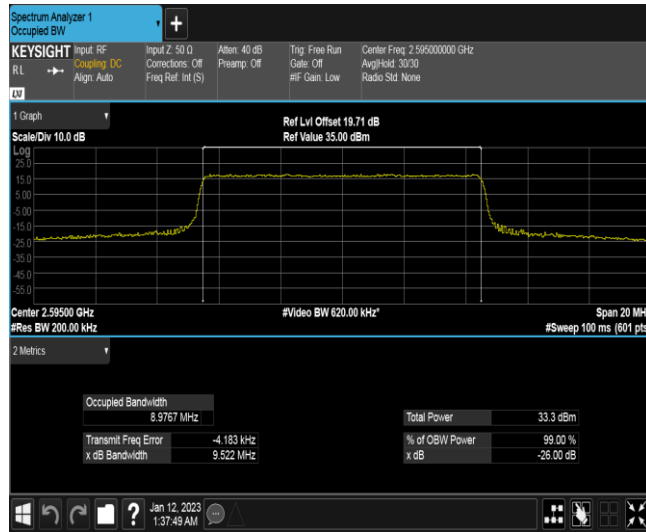 Spectrum Analyzer 1
Occupied BW
+
KEYSIGHT
RL
LXI
Input: RF
Coupling: DC
Align: Auto
Input Z: 50 Ω
Corrections: Off
Freq Ref: Int (S)
Atten: 40 dB
Preamp: Off
Trig: Free Run
Gate: Off
#IF Gain: Low
Center Freq: 2.595000000 GHz
Avg|Hold: 30/30
Radio Std: None
1 Graph
Scale/Div 10.0 dB
Ref Lvl Offset 19.71 dB
Ref Value 35.00 dBm
Log
25.0
15.0
5.00
-5.00
-15.0
-25.0
-35.0
-45.0
-55.0
Center 2.59500 GHz
#Res BW 200.00 kHz
#Video BW 620.00 kHz*
Span 20 MH
#Sweep 100 ms (601 pts
2 Metrics
Occupied Bandwidth
8.9767 MHz
Transmit Freq Error -4.183 kHz
x dB Bandwidth 9.522 MHz
Total Power 33.3 dBm
% of OBW Power 99.00 %
x dB -26.00 dB
?
Jan 12, 2023
1:37:49 AM